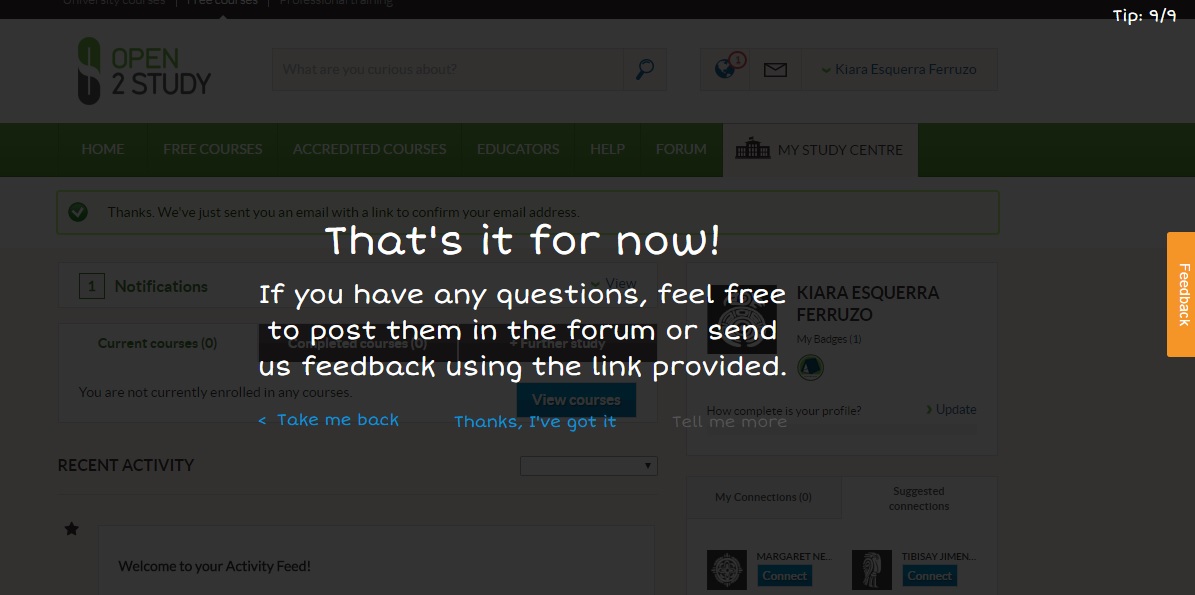 University courses | Free courses | Professional training
Tip: 9/9
OPEN
2 STUDY
What are you curious about?
1
Kiara Esquerra Ferruzo
HOME FREE COURSES ACCREDITED COURSES EDUCATORS HELP FORUM MY STUDY CENTRE
Thanks. We've just sent you an email with a link to confirm your email address.
That's it for now!
If you have any questions, feel free
to post them in the forum or send
us feedback using the link provided.
< Take me back Thanks, I've got it Tell me more
1 Notifications View
Current courses (0) Completed courses (0) + Further study
You are not currently enrolled in any courses.
View courses
RECENT ACTIVITY
Welcome to your Activity Feed!
KIARA ESQUERRA
FERRUZO
My Badges (1)
How complete is your profile? Update
My Connections (0)
Suggested
connections
MARGARET NE...
Connect
TIBISAY JIMEN...
Connect
Feedback